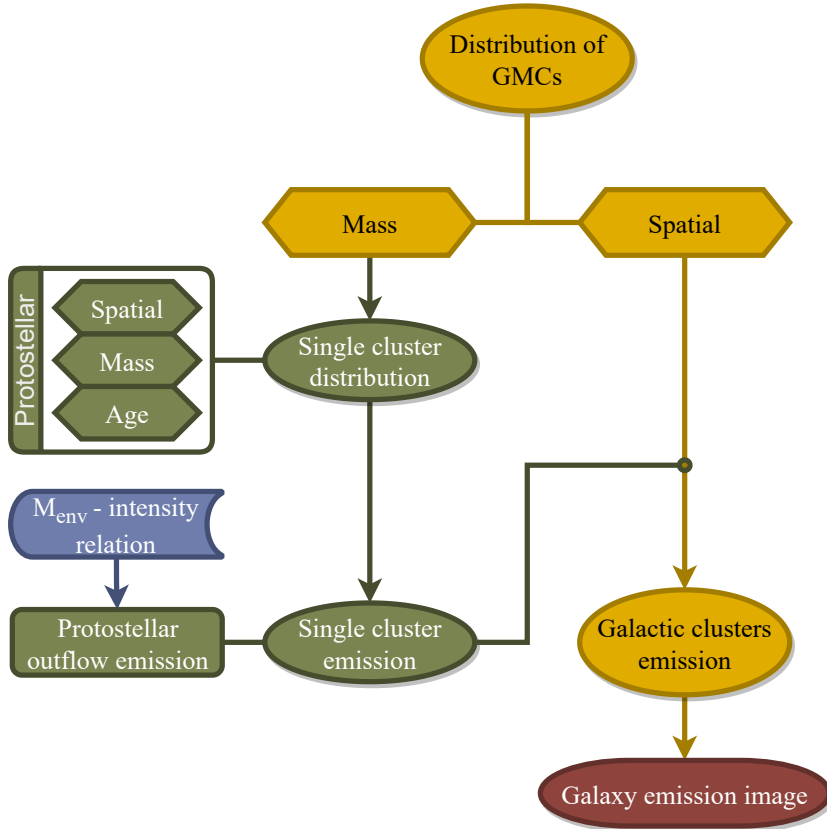 Distribution of
GMCs
Mass
Spatial
Protostellar
Spatial
Mass
Age
Single cluster
distribution
M_env - intensity
relation
Protostellar
outflow emission
Single cluster
emission
Galactic clusters
emission
Galaxy emission image